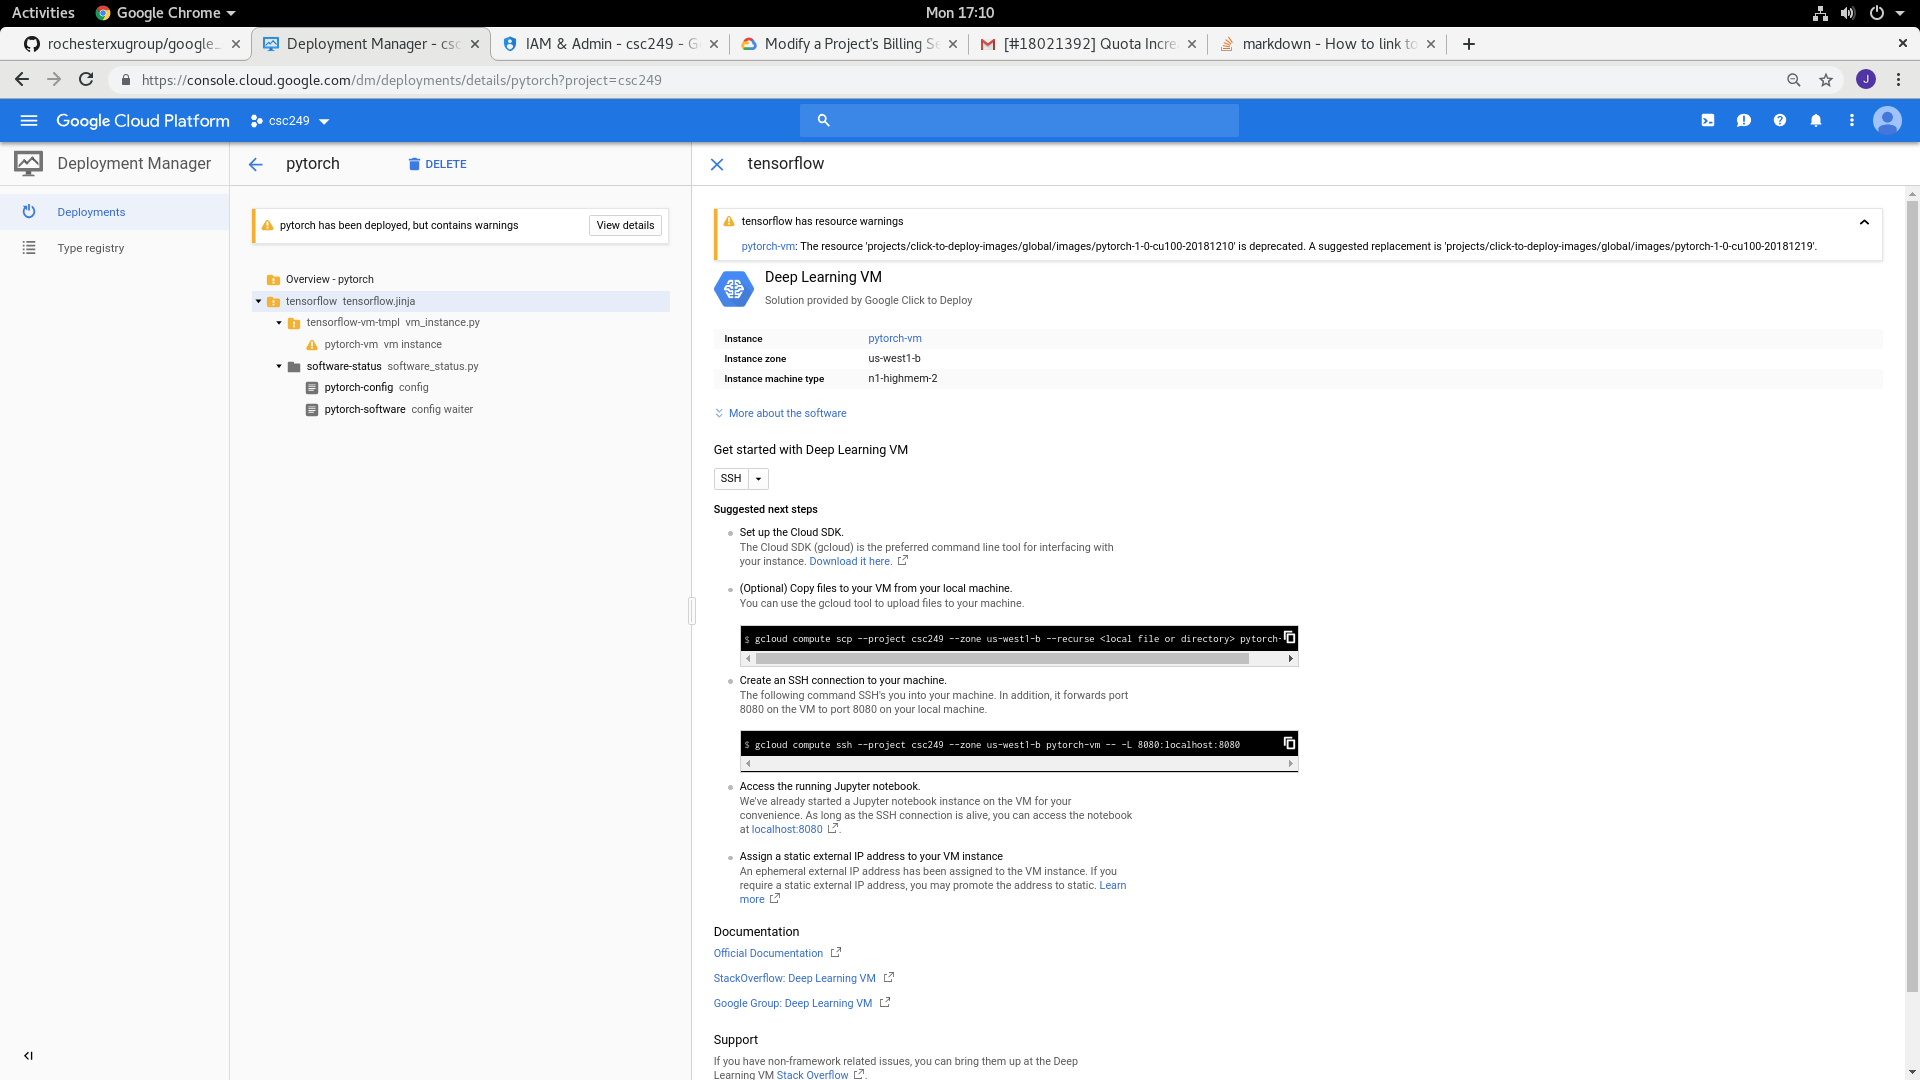 Activities Google Chrome Mon 17:10
rochesterxugroup/google_ Deployment Manager - csc IAM & Admin - csc249 - G Modify a Project's Billing Se [#18021392] Quota Incre markdown - How to link to
https://console.cloud.google.com/dm/deployments/details/pytorch?project=csc249 J
Google Cloud Platform csc249
Deployment Manager pytorch DELETE tensorflow
Deployments
Type registry
pytorch has been deployed, but contains warnings View details
Overview - pytorch
tensorflow tensorflow.jinja
tensorflow-vm-tmpl vm_instance.py
pytorch-vm vm instance
software-status software_status.py
pytorch-config config
pytorch-software config waiter
tensorflow has resource warnings
pytorch-vm: The resource 'projects/click-to-deploy-images/global/images/pytorch-1-0-cu100-20181210' is deprecated. A suggested replacement is 'projects/click-to-deploy-images/global/images/pytorch-1-0-cu100-20181219'.
Deep Learning VM
Solution provided by Google Click to Deploy
Instance pytorch-vm
Instance zone us-west1-b
Instance machine type n1-highmem-2
More about the software
Get started with Deep Learning VM
SSH
Suggested next steps
Set up the Cloud SDK.
The Cloud SDK (gcloud) is the preferred command line tool for interfacing with
your instance. Download it here.
(Optional) Copy files to your VM from your local machine.
You can use the gcloud tool to upload files to your machine.
$ gcloud compute scp --project csc249 --zone us-west1-b --recurse <local file or directory> pytorch-
Create an SSH connection to your machine.
The following command SSH's you into your machine. In addition, it forwards port
8080 on the VM to port 8080 on your local machine.
$ gcloud compute ssh --project csc249 --zone us-west1-b pytorch-vm -- -L 8080:localhost:8080
Access the running Jupyter notebook.
We've already started a Jupyter notebook instance on the VM for your
convenience. As long as the SSH connection is alive, you can access the notebook
at localhost:8080 .
Assign a static external IP address to your VM instance
An ephemeral external IP address has been assigned to the VM instance. If you
require a static external IP address, you may promote the address to static. Learn
more
Documentation
Official Documentation
StackOverflow: Deep Learning VM
Google Group: Deep Learning VM
Support
If you have non-framework related issues, you can bring them up at the Deep
Learning VM Stack Overflow .